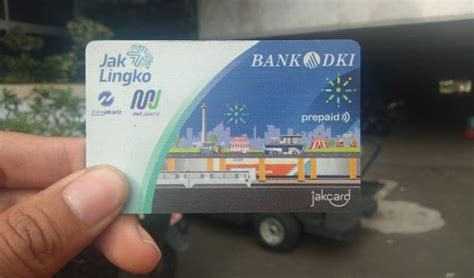 Jak
Lingko
BANK DKI
transjakarta
mrt jakarta
prepaid
jakcard